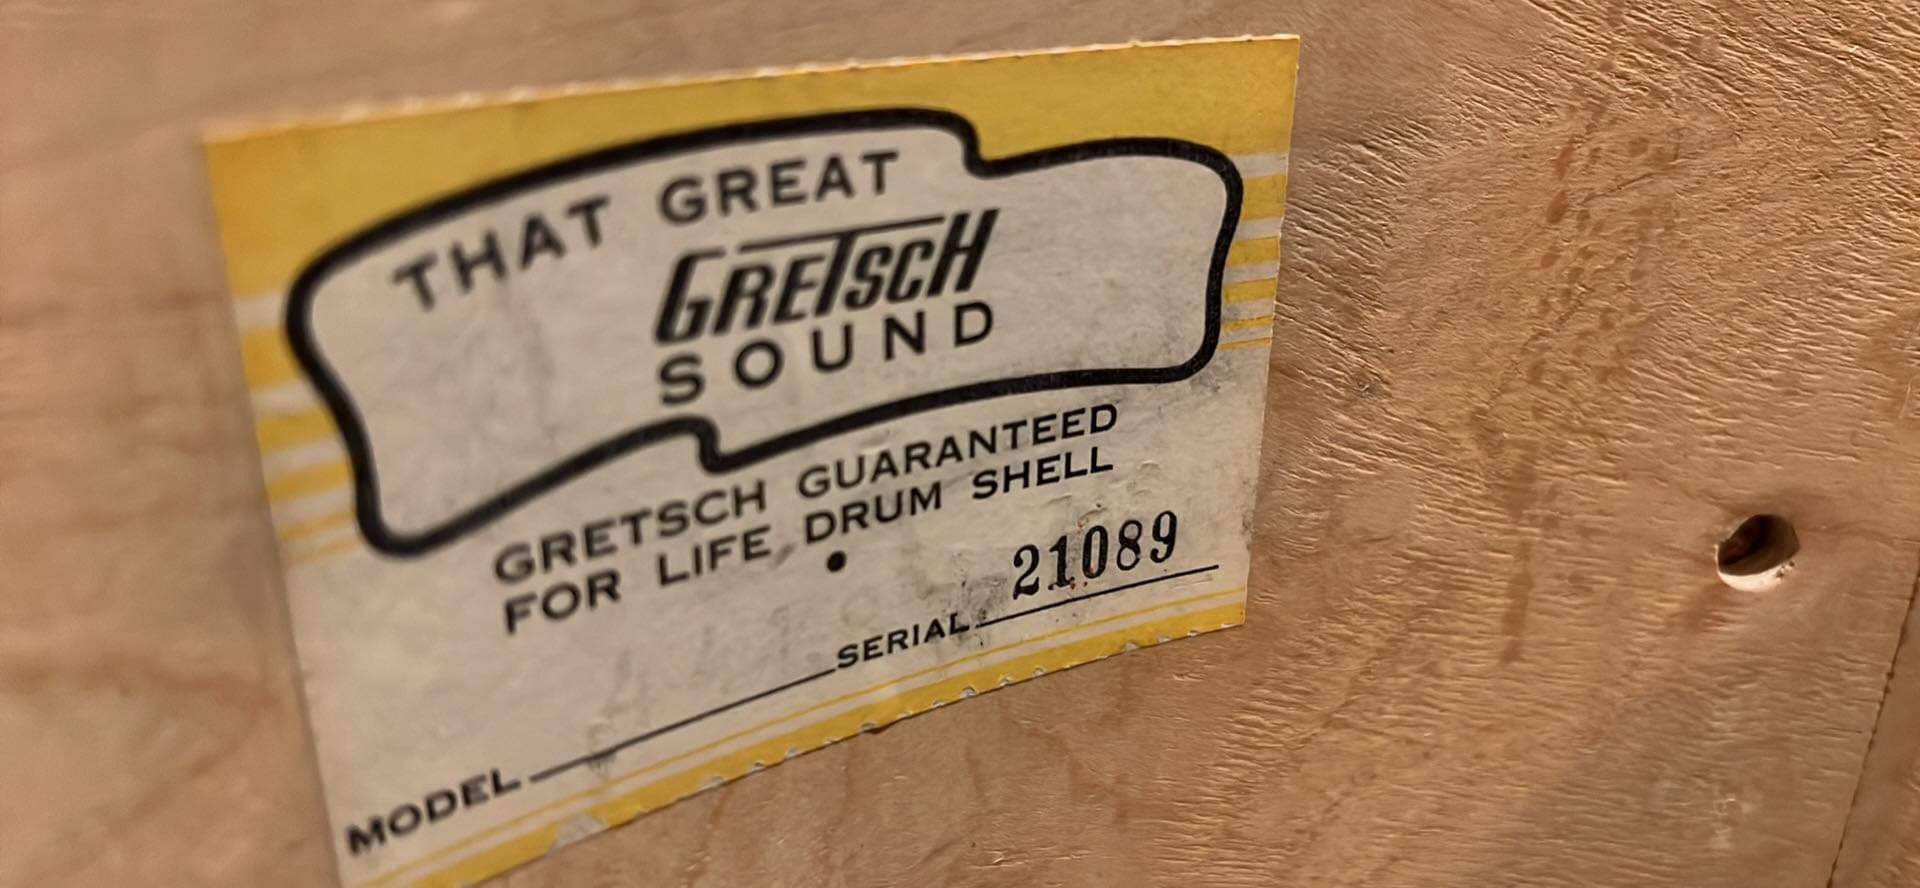 THAT GREAT
GRETSCH
SOUND
GRETSCH GUARANTEED
FOR LIFE DRUM SHELL
MODEL SERIAL 21089